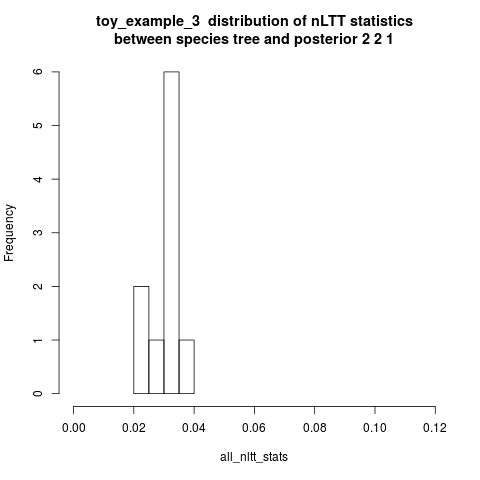 toy_example_3  distribution of nLTT statistics
between species tree and posterior 2 2 1
Frequency
6
5
4
3
2
1
0
0.00 0.02 0.04 0.06 0.08 0.10 0.12
all_nltt_stats